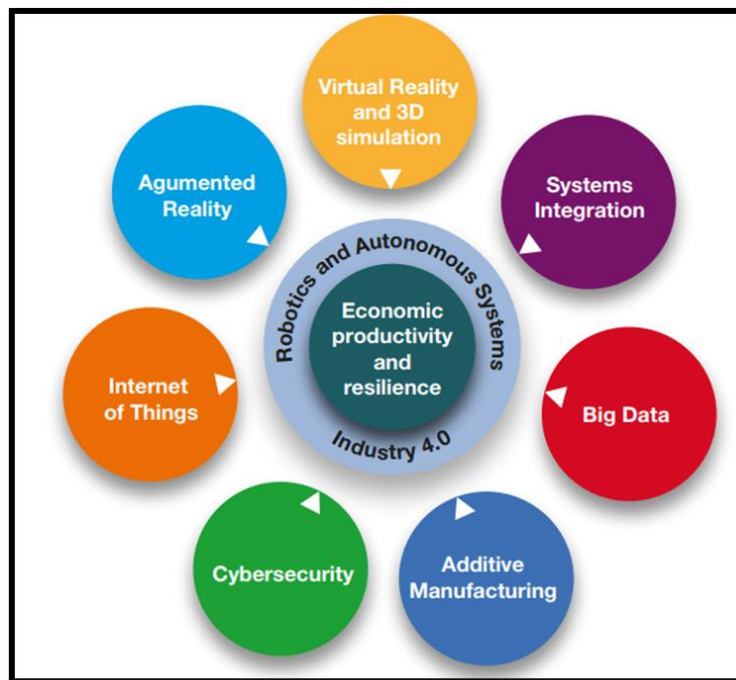 Virtual Reality
and 3D
simulation
Agumented
Reality
Systems
Integration
Robotics and Autonomous Systems
Economic
productivity
and
resilience
Industry 4.0
Internet
of Things
Big Data
Cybersecurity
Additive
Manufacturing